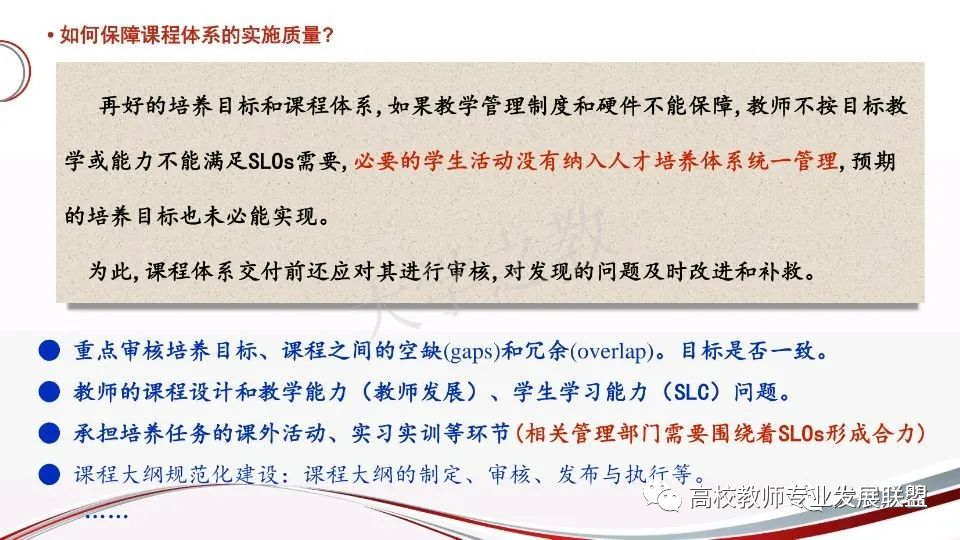 • 如何保障课程体系的实施质量?
再好的培养目标和课程体系,如果教学管理制度和硬件不能保障,教师不按目标教
学或能力不能满足SLOs需要,必要的学生活动没有纳入人才培养体系统一管理,预期
的培养目标也未必能实现。
为此,课程体系交付前还应对其进行审核,对发现的问题及时改进和补救。
● 重点审核培养目标、课程之间的空缺(gaps)和冗余(overlap)。目标是否一致。
● 教师的课程设计和教学能力（教师发展）、学生学习能力（SLC）问题。
● 承担培养任务的课外活动、实习实训等环节(相关管理部门需要围绕着SLOs形成合力)
● 课程大纲规范化建设：课程大纲的制定、审核、发布与执行等。
高校教师专业发展联盟
……